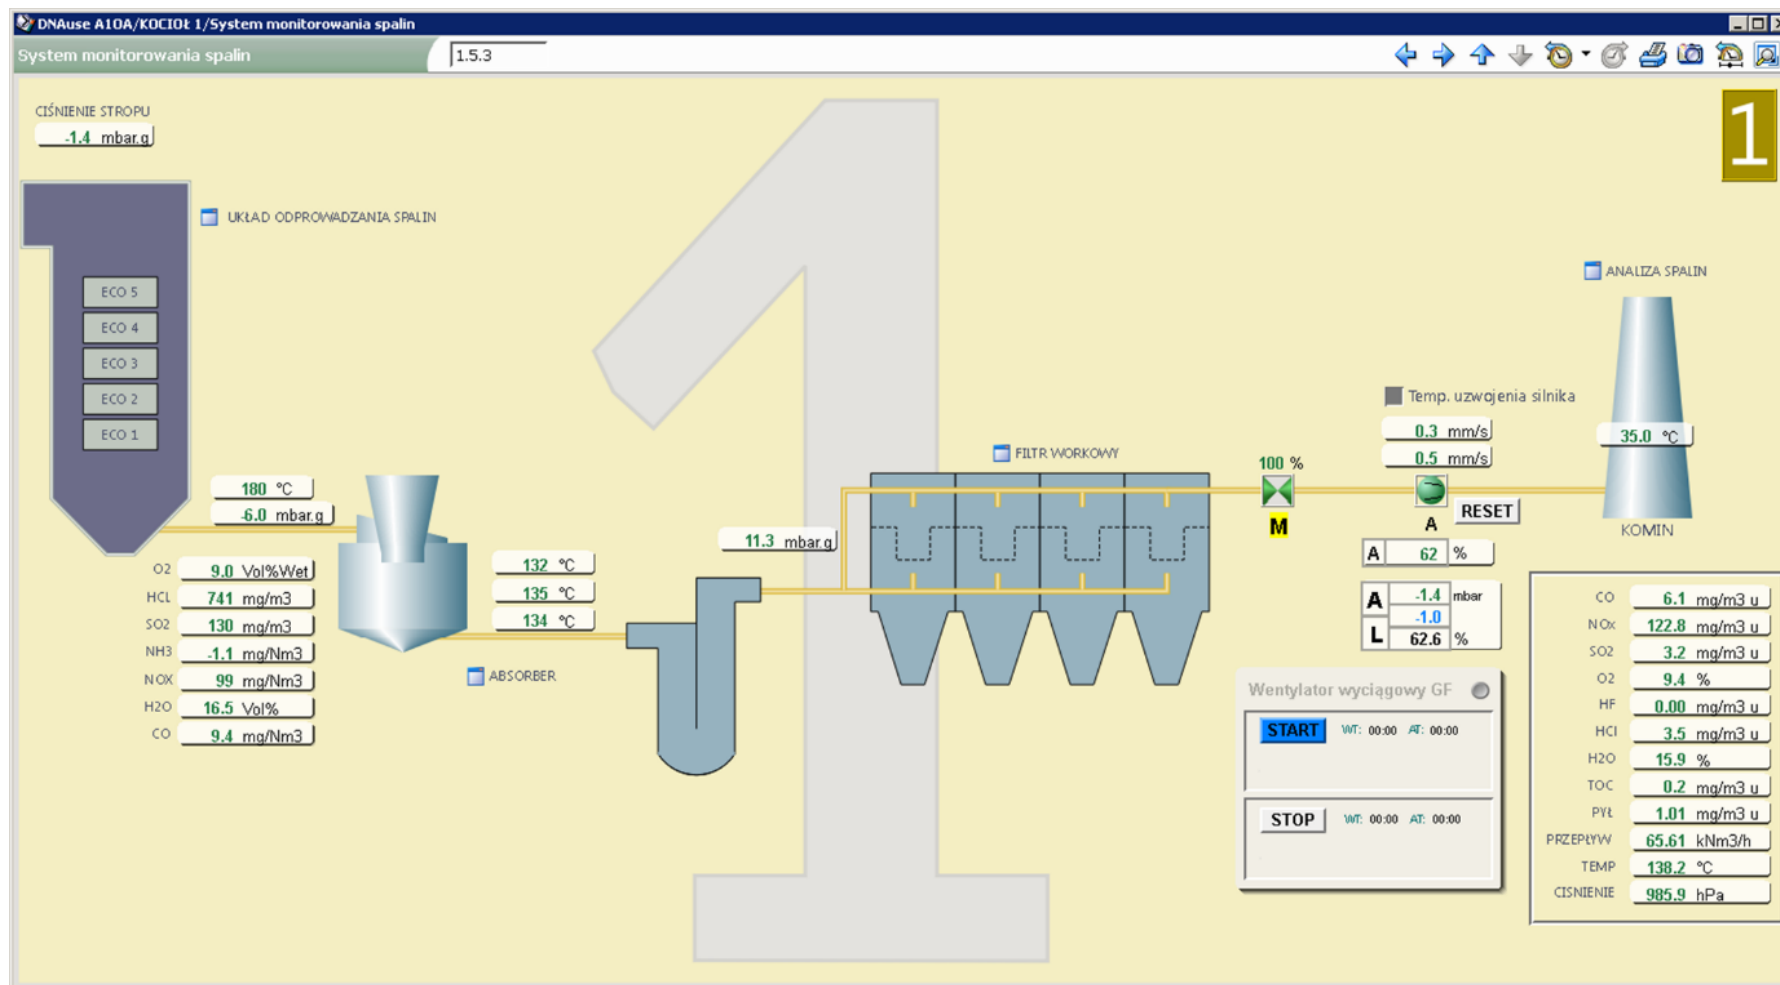 DNAuse A10A/KOCIOŁ 1/System monitorowania spalin
System monitorowania spalin
1.5.3
CIŚNIENIE STROPU
-1.4 mbar.g
1
UKŁAD ODPROWADZANIA SPALIN
ANALIZA SPALIN
ECO 5
ECO 4
ECO 3
ECO 2
ECO 1
Temp. uzwojenia silnika
0.3 mm/s
0.5 mm/s
35.0 °C
FILTR WORKOWY
100 %
180 °C
-6.0 mbar.g
M
A
RESET
KOMIN
11.3 mbar.g
A 62 %
132 °C
135 °C
134 °C
O2 9.0 Vol%Wet
HCL 741 mg/m3
SO2 130 mg/m3
NH3 -1.1 mg/Nm3
NOX 99 mg/Nm3
H2O 16.5 Vol%
CO 9.4 mg/Nm3
ABSORBER
A -1.4 mbar
-1.0
L 62.6 %
Wentylator wyciągowy GF
START WT: 00:00 AT: 00:00
STOP WT: 00:00 AT: 00:00
CO 6.1 mg/m3 u
NOx 122.8 mg/m3 u
SO2 3.2 mg/m3 u
O2 9.4 %
HF 0.00 mg/m3 u
HCl 3.5 mg/m3 u
H2O 15.9 %
TOC 0.2 mg/m3 u
PYŁ 1.01 mg/m3 u
PRZEPŁYW 65.61 kNm3/h
TEMP 138.2 °C
CISNIENIE 985.9 hPa
1